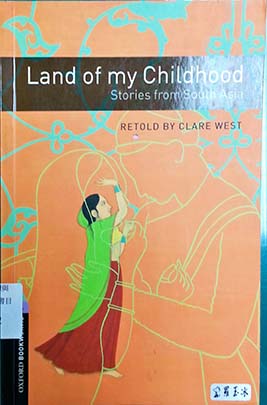 Land of my Childhood
Stories from South Asia
RETOLD BY CLARE WEST
OXFORD BOOKWORMS